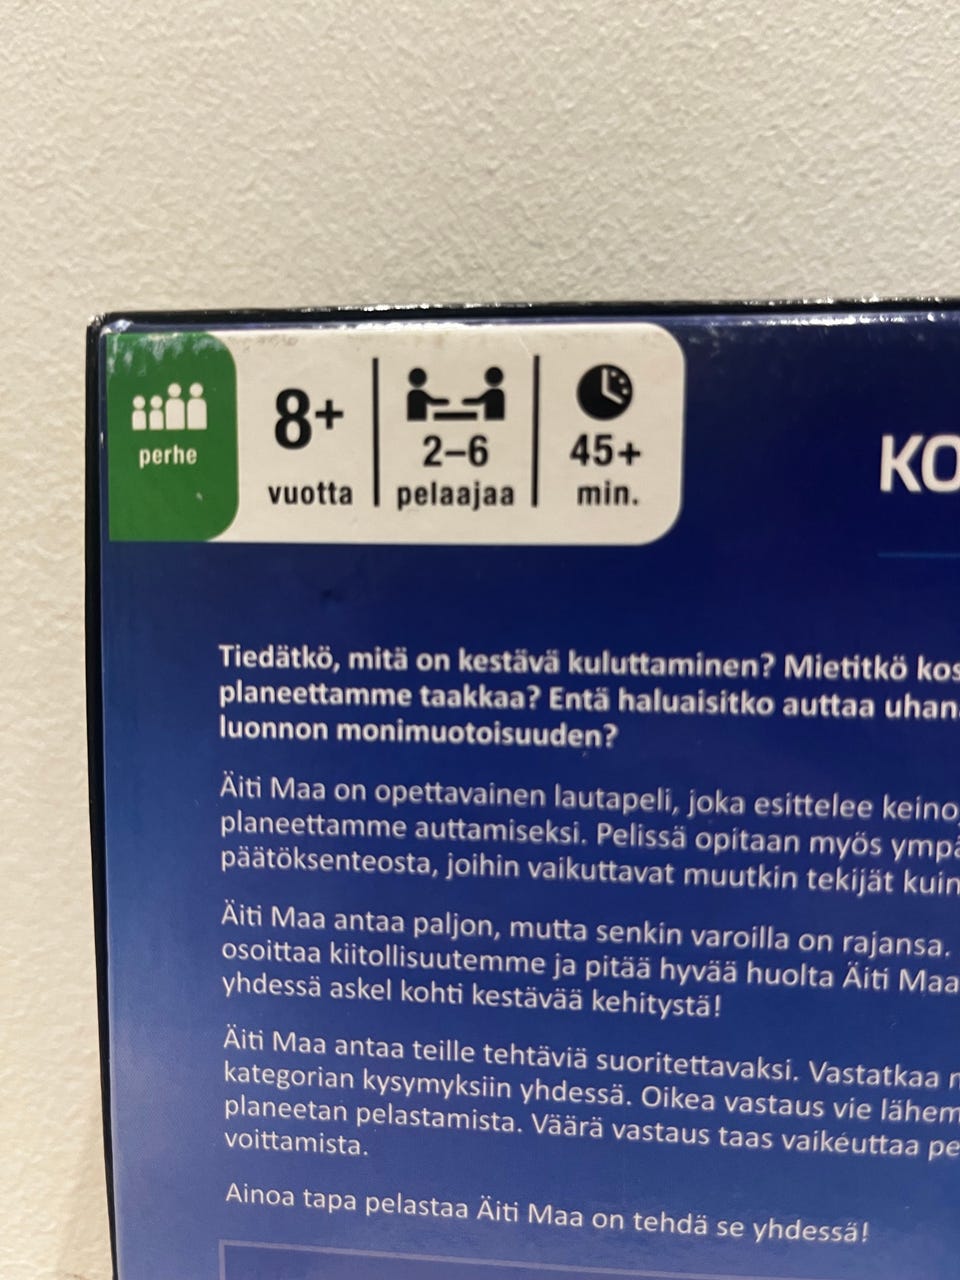 perhe
8+
vuotta
2–6
pelaajaa
45+
min.
KO
Tiedätkö, mitä on kestävä kuluttaminen? Mietitkö kos
planeettamme taakkaa? Entä haluaisitko auttaa uhan
luonnon monimuotoisuuden?
Äiti Maa on opettavainen lautapeli, joka esittelee keino
planeettamme auttamiseksi. Pelissä opitaan myös ympä
päätöksenteosta, joihin vaikuttavat muutkin tekijät kuin
Äiti Maa antaa paljon, mutta senkin varoilla on rajansa.
osoittaa kiitollisuutemme ja pitää hyvää huolta Äiti Maa
yhdessä askel kohti kestävää kehitystä!
Äiti Maa antaa teille tehtäviä suoritettavaksi. Vastatkaa
kategorian kysymyksiin yhdessä. Oikea vastaus vie lähem
planeetan pelastamista. Väärä vastaus taas vaikeuttaa pe
voittamista.
Ainoa tapa pelastaa Äiti Maa on tehdä se yhdessä!